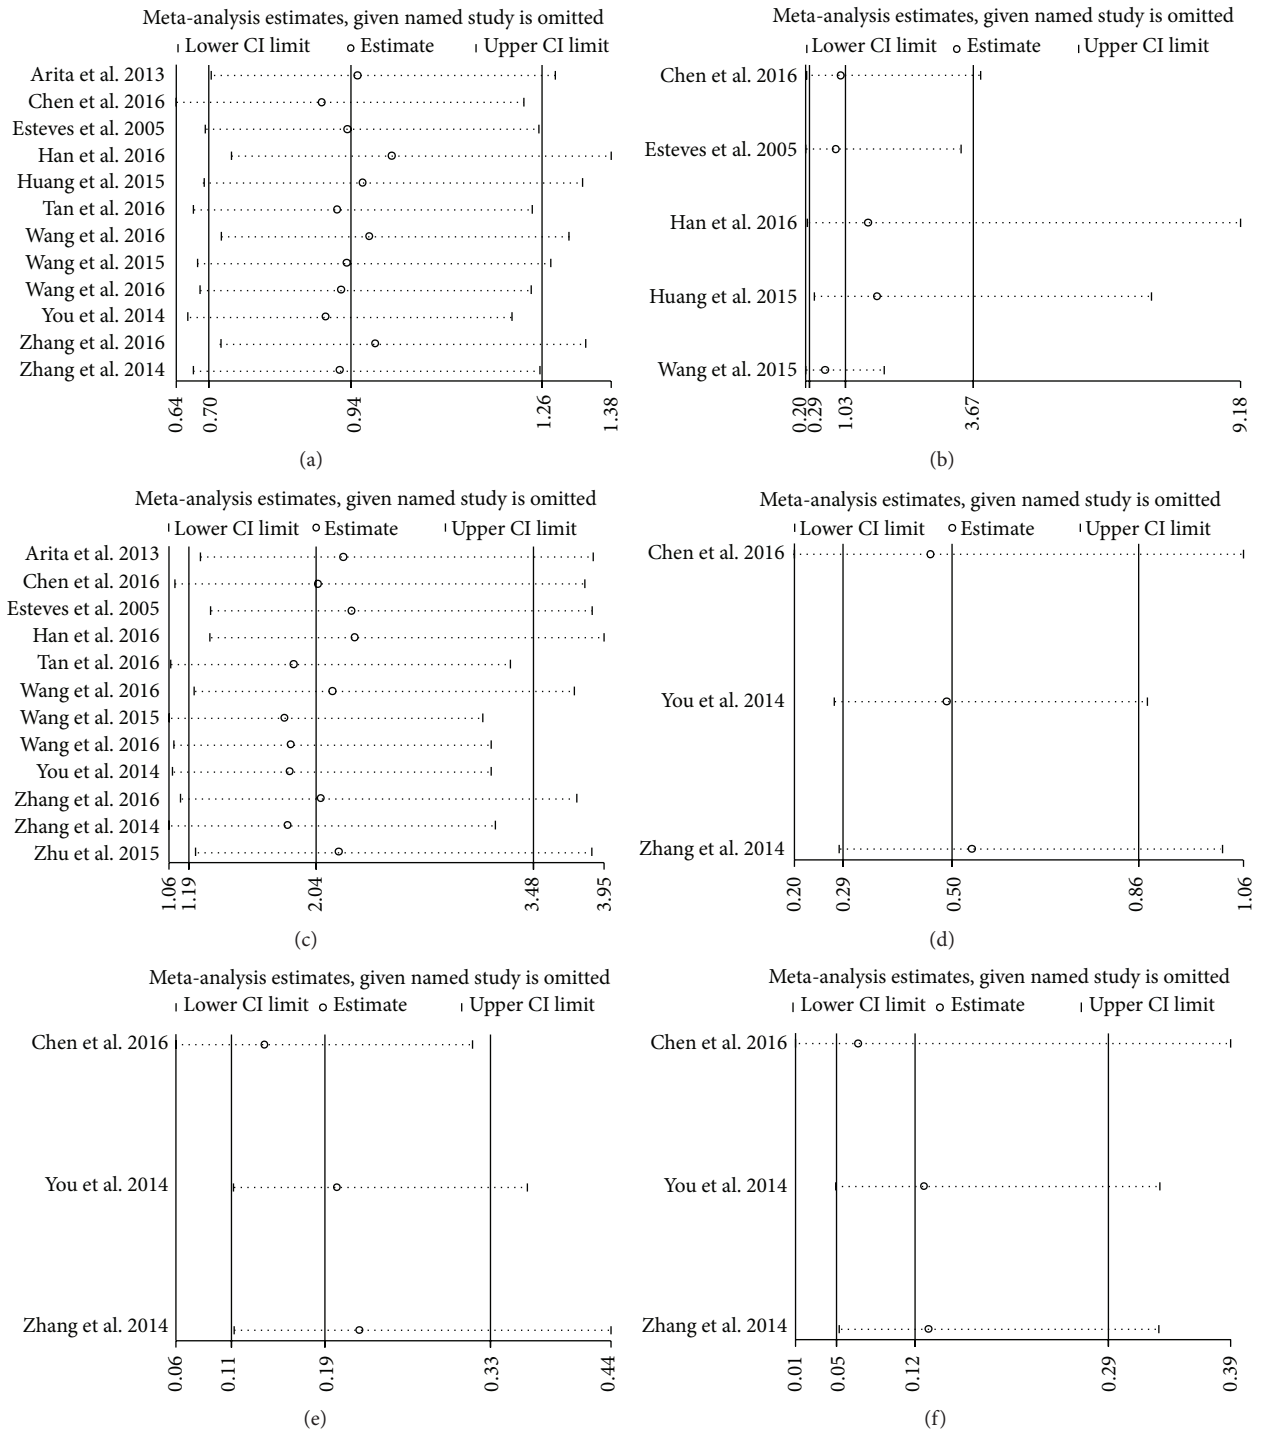 Meta-analysis estimates, given named study is omitted
Lower CI limit
Estimate
Upper CI limit
Arita et al. 2013
Chen et al. 2016
Esteves et al. 2005
Han et al. 2016
Huang et al. 2015
Tan et al. 2016
Wang et al. 2016
Wang et al. 2015
Wang et al. 2016
You et al. 2014
Zhang et al. 2016
Zhang et al. 2014
0.64
0.70
0.94
1.26
1.38
(a)
Meta-analysis estimates, given named study is omitted
Lower CI limit
Estimate
Upper CI limit
Chen et al. 2016
Esteves et al. 2005
Han et al. 2016
Huang et al. 2015
Wang et al. 2015
0.20
0.29
1.03
3.67
9.18
(b)
Meta-analysis estimates, given named study is omitted
Lower CI limit
Estimate
Upper CI limit
Arita et al. 2013
Chen et al. 2016
Esteves et al. 2005
Han et al. 2016
Tan et al. 2016
Wang et al. 2016
Wang et al. 2015
Wang et al. 2016
You et al. 2014
Zhang et al. 2016
Zhang et al. 2014
Zhu et al. 2015
1.06
1.19
2.04
3.48
3.95
(c)
Meta-analysis estimates, given named study is omitted
Lower CI limit
Estimate
Upper CI limit
Chen et al. 2016
You et al. 2014
Zhang et al. 2014
0.20
0.29
0.50
0.86
1.06
(d)
Meta-analysis estimates, given named study is omitted
Lower CI limit
Estimate
Upper CI limit
Chen et al. 2016
You et al. 2014
Zhang et al. 2014
0.06
0.11
0.19
0.33
0.44
(e)
Meta-analysis estimates, given named study is omitted
Lower CI limit
Estimate
Upper CI limit
Chen et al. 2016
You et al. 2014
Zhang et al. 2014
0.01
0.05
0.12
0.29
0.39
(f)